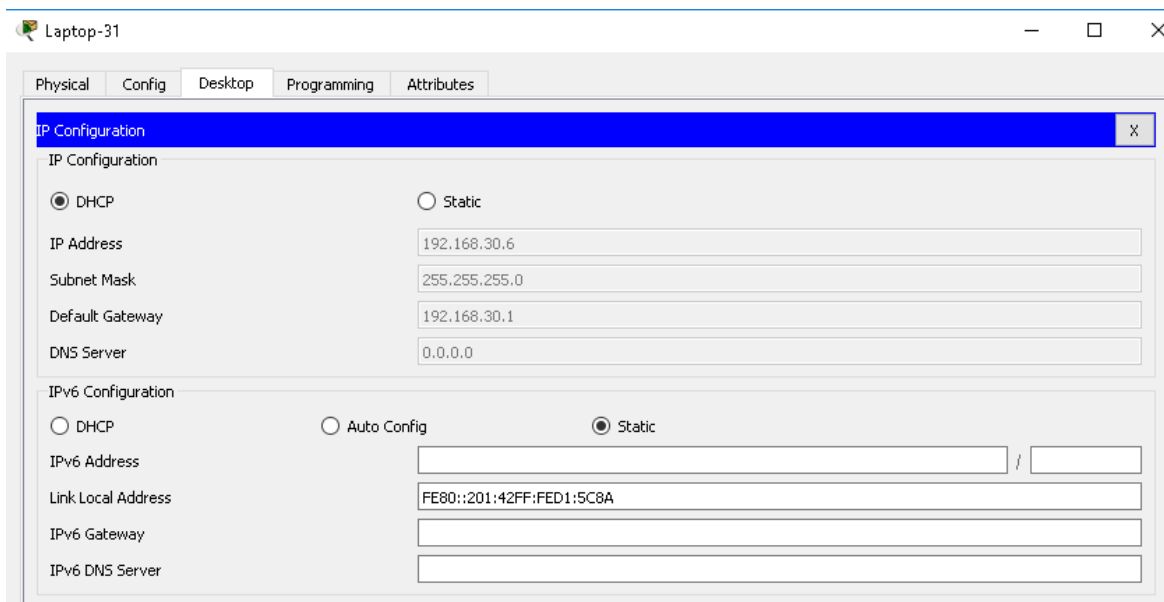 Laptop-31
Physical Config Desktop Programming Attributes
IP Configuration X
IP Configuration
DHCP Static
IP Address 192.168.30.6
Subnet Mask 255.255.255.0
Default Gateway 192.168.30.1
DNS Server 0.0.0.0
IPv6 Configuration
DHCP Auto Config Static
IPv6 Address /
Link Local Address FE80::201:42FF:FED1:5C8A
IPv6 Gateway
IPv6 DNS Server